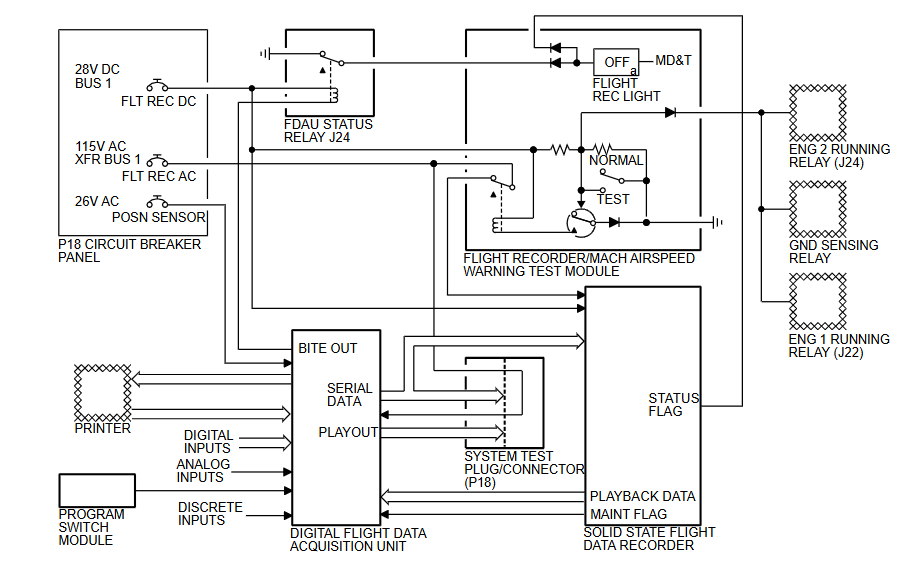 28V DC
BUS 1
FLT REC DC
115V AC
XFR BUS 1
FLT REC AC
26V AC
POSN SENSOR
P18 CIRCUIT BREAKER
PANEL
FDAU STATUS
RELAY J24
OFF
a
MD&T
FLIGHT
REC LIGHT
NORMAL
TEST
FLIGHT RECORDER/MACH AIRSPEED
WARNING TEST MODULE
ENG 2 RUNNING
RELAY (J24)
GND SENSING
RELAY
ENG 1 RUNNING
RELAY (J22)
BITE OUT
SERIAL
DATA
PLAYOUT
PRINTER
DIGITAL
INPUTS
ANALOG
INPUTS
DISCRETE
INPUTS
PROGRAM
SWITCH
MODULE
DIGITAL FLIGHT DATA
ACQUISITION UNIT
SYSTEM TEST
PLUG/CONNECTOR
(P18)
STATUS
FLAG
PLAYBACK DATA
MAINT FLAG
SOLID STATE FLIGHT
DATA RECORDER